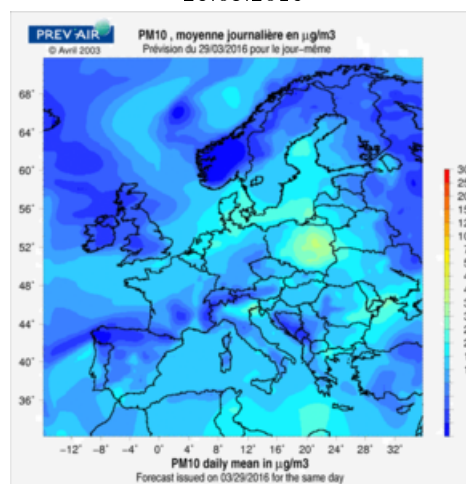 PREV'AIR
© Avril 2003
PM10 , moyenne journalière en µg/m3
Prévision du 29/03/2016 pour le jour−même
68°
64°
60°
56°
52°
48°
44°
40°
36°
−12° −8° −4° 0° 4° 8° 12° 16° 20° 24° 28° 32°
PM10 daily mean in µg/m3
Forecast issued on 03/29/2016 for the same day